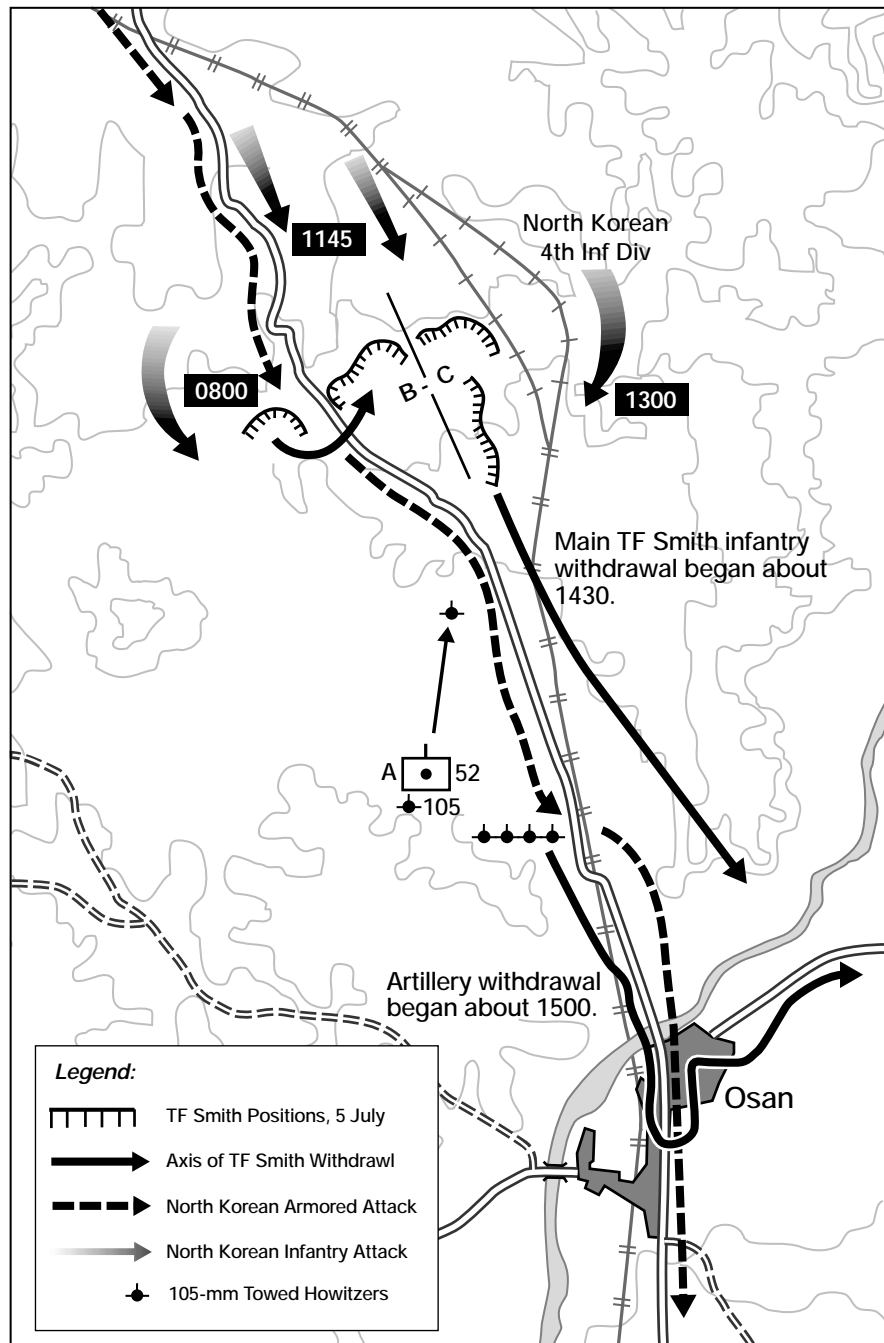 North Korean
4th Inf Div
1145
0800
B - C
1300
Main TF Smith infantry
withdrawal began about
1430.
A 52
105
Artillery withdrawal
began about 1500.
Osan
Legend:
TF Smith Positions, 5 July
Axis of TF Smith Withdrawl
North Korean Armored Attack
North Korean Infantry Attack
105-mm Towed Howitzers